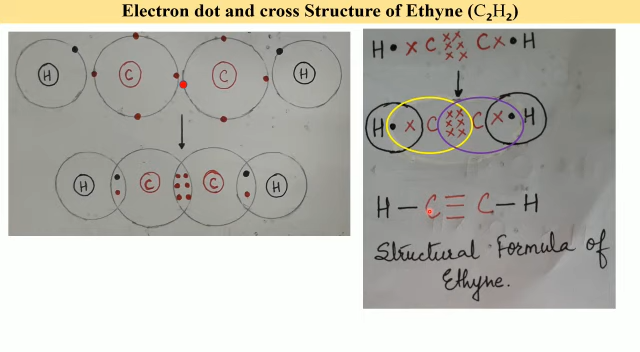 Electron dot and cross Structure of Ethyne (C₂H₂)
H C C H
H C C H
H•×C ×× ×× ×× C×•H
H•×C ×× ×× ×× C×•H
H–C≡C–H
Structural Formula of
Ethyne.